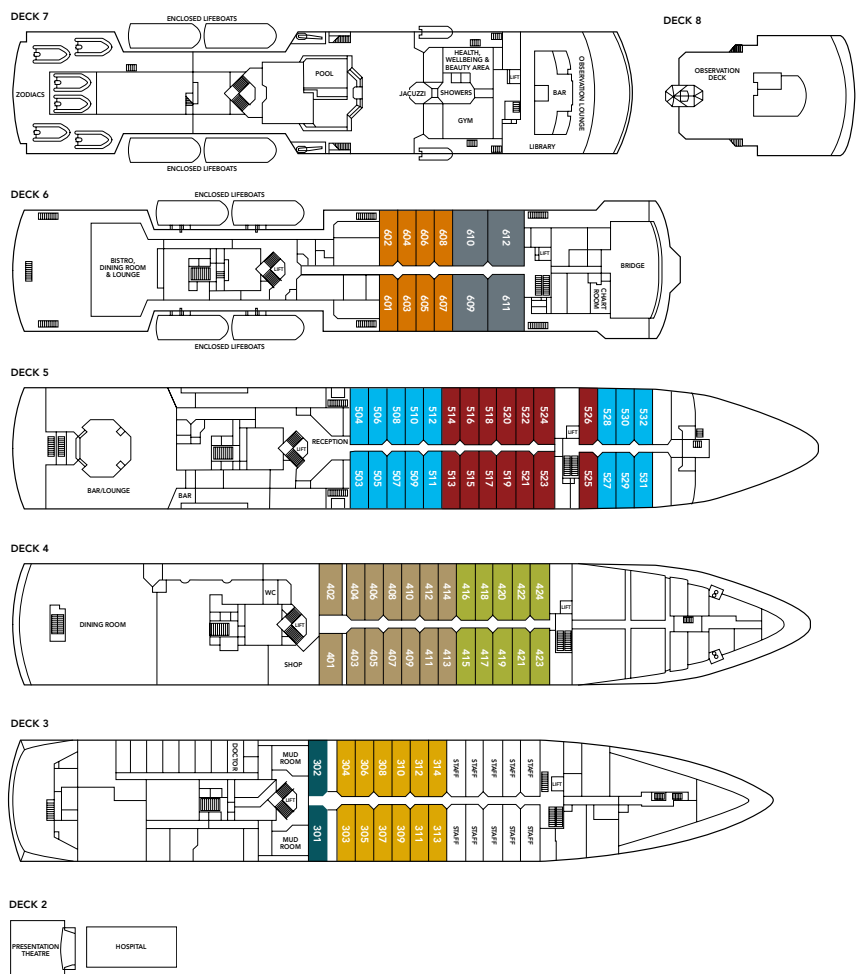 DECK 7
ENCLOSED LIFEBOATS
DECK 8
ZODIACS
POOL
JACUZZI
HEALTH,
WELLBEING &
BEAUTY AREA
SHOWERS
GYM
LIFT
BAR
OBSERVATION LOUNGE
LIBRARY
OBSERVATION
DECK
ENCLOSED LIFEBOATS
DECK 6
ENCLOSED LIFEBOATS
BISTRO,
DINING ROOM
& LOUNGE
LIFT
602 604 606 608 610 612
601 603 605 607 609 611
LIFT
CHART
ROOM
BRIDGE
ENCLOSED LIFEBOATS
DECK 5
BAR/LOUNGE
BAR
LIFT
RECEPTION
504 506 508 510 512 514 516 518 520 522 524 526 528 530 532
503 505 507 509 511 513 515 517 519 521 523 525 527 529 531
LIFT
DECK 4
DINING ROOM
WC
LIFT
SHOP
402 404 406 408 410 412 414 416 418 420 422 424
401 403 405 407 409 411 413 415 417 419 421 423
LIFT
DECK 3
DOCTOR
MUD
ROOM
LIFT
MUD
ROOM
302 304 306 308 310 312 314 STAFF STAFF STAFF STAFF STAFF
301 303 305 307 309 311 313 STAFF STAFF STAFF STAFF STAFF
LIFT
DECK 2
PRESENTATION
THEATRE
HOSPITAL